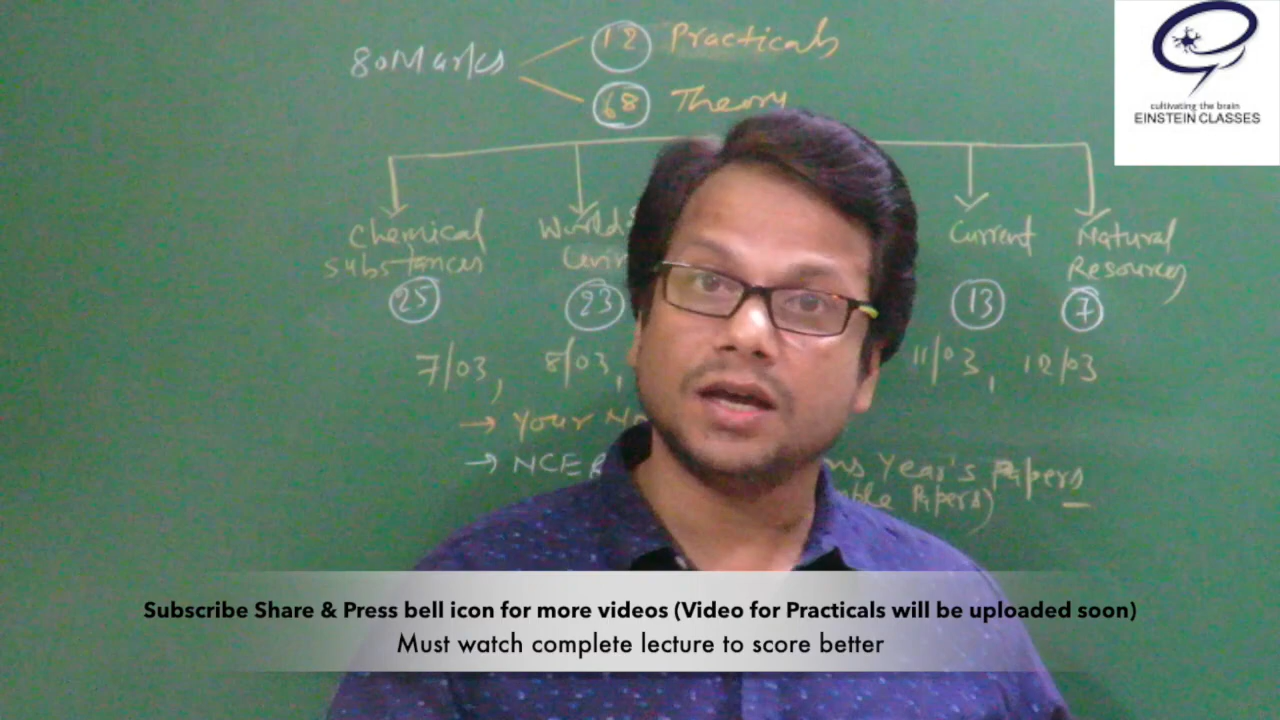 80 Marks
12 Practicals
68 Theory
cultivating the brain
EINSTEIN CLASSES
Chemical substances
25
23
Current
13
Natural Resources
7
7/03, 8/03,
11/03, 12/03
→ Your
→ NCER
Year's Papers
Papers)
Subscribe Share & Press bell icon for more videos (Video for Practicals will be uploaded soon)
Must watch complete lecture to score better